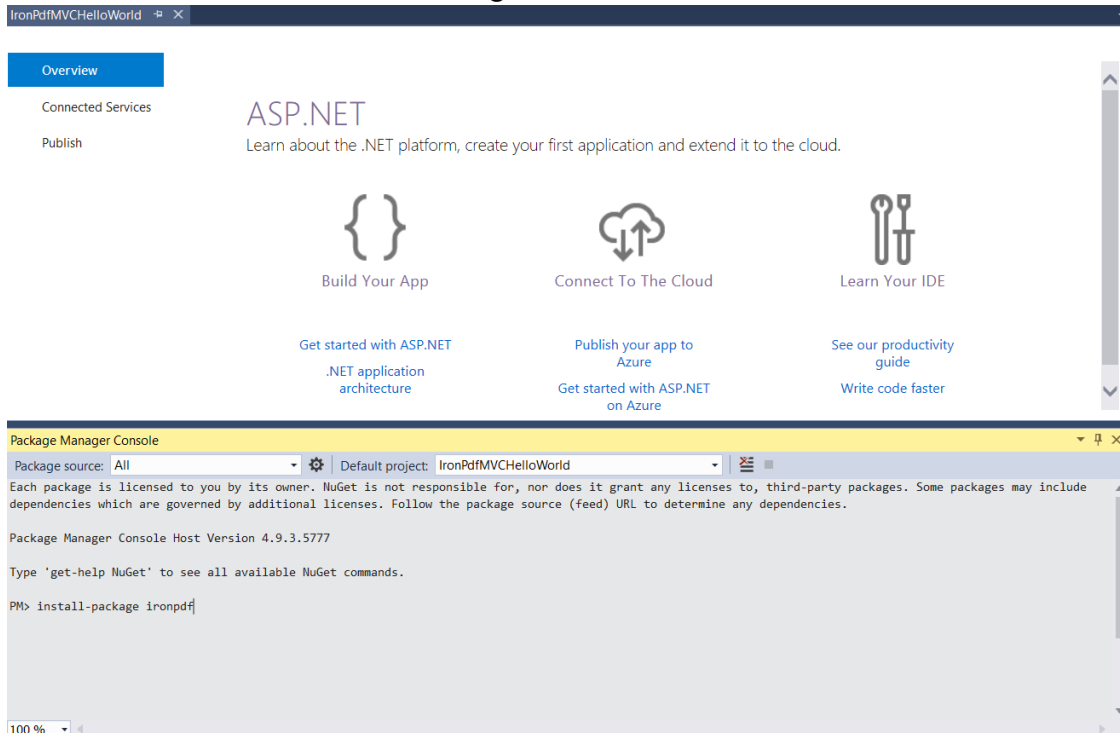 IronPdfMVCHelloWorld
Overview
Connected Services
Publish
ASP.NET
Learn about the .NET platform, create your first application and extend it to the cloud.
{ }
Build Your App
Connect To The Cloud
Learn Your IDE
Get started with ASP.NET
.NET application
architecture
Publish your app to
Azure
Get started with ASP.NET
on Azure
See our productivity
guide
Write code faster
Package Manager Console
Package source: All
Default project: IronPdfMVCHelloWorld
Each package is licensed to you by its owner. NuGet is not responsible for, nor does it grant any licenses to, third-party packages. Some packages may include
dependencies which are governed by additional licenses. Follow the package source (feed) URL to determine any dependencies.
Package Manager Console Host Version 4.9.3.5777
Type 'get-help NuGet' to see all available NuGet commands.
PM> install-package ironpdf
100 %